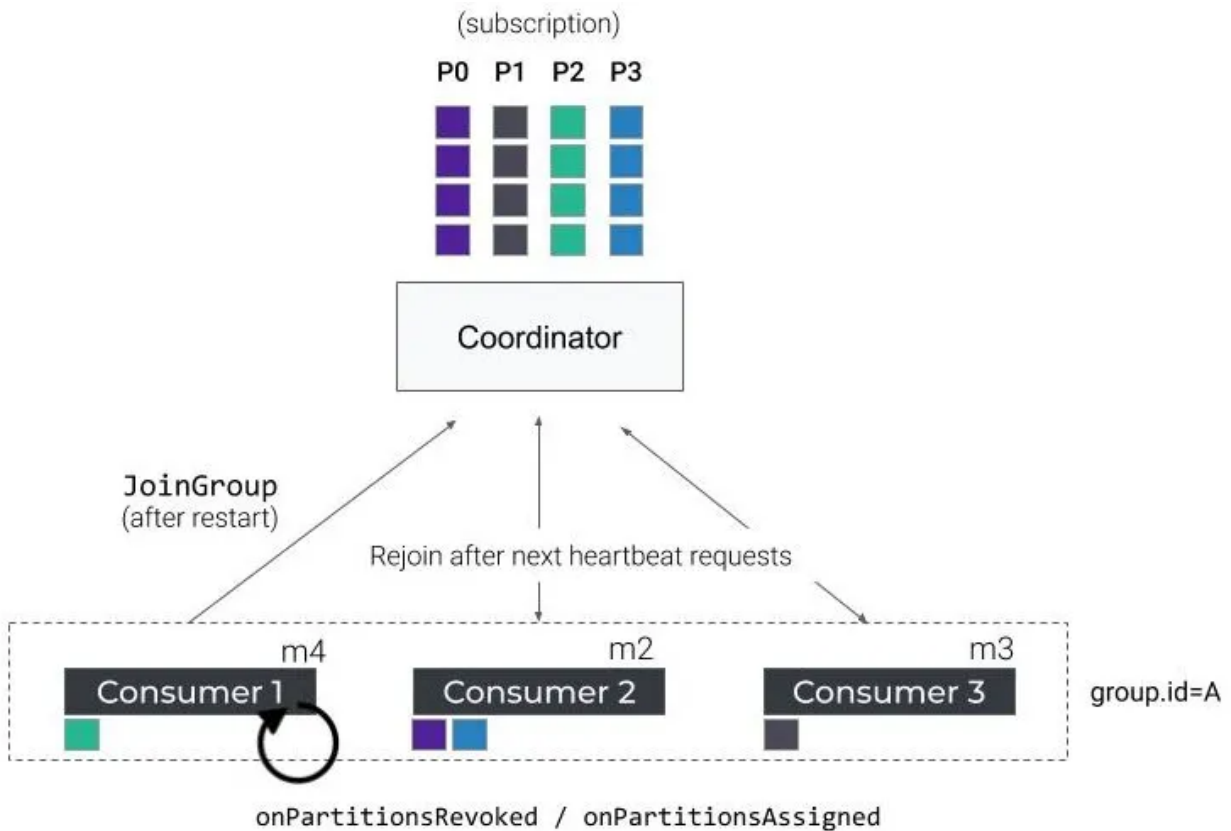 (subscription)
P0 P1 P2 P3
Coordinator
JoinGroup
(after restart)
Rejoin after next heartbeat requests
m4 m2 m3
Consumer 1 Consumer 2 Consumer 3
group.id=A
onPartitionsRevoked / onPartitionsAssigned